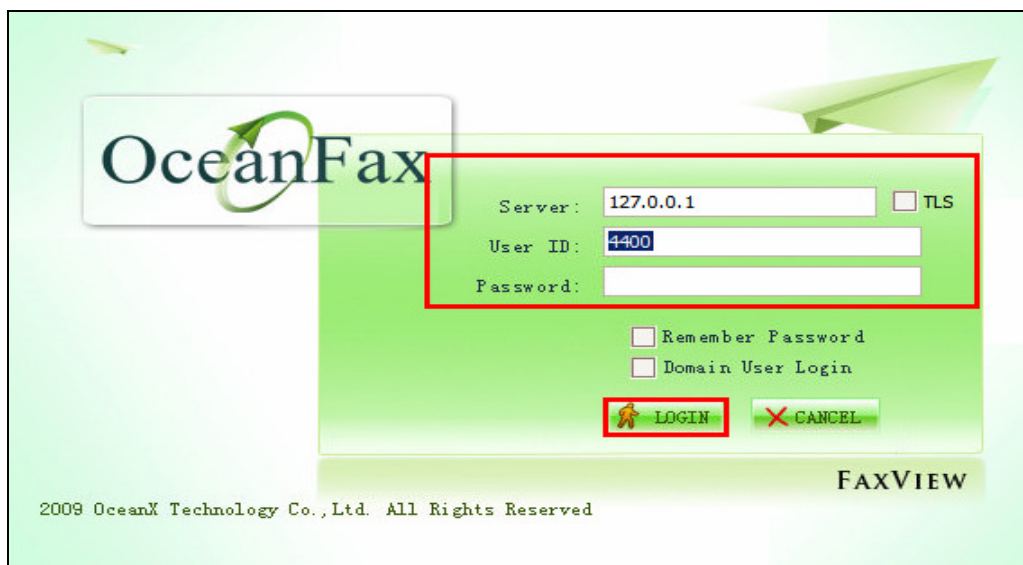 OceanFax
Server: 127.0.0.1 TLS
User ID: 4400
Password:
Remember Password
Domain User Login
LOGIN CANCEL
FAXVIEW
2009 OceanX Technology Co.,Ltd. All Rights Reserved